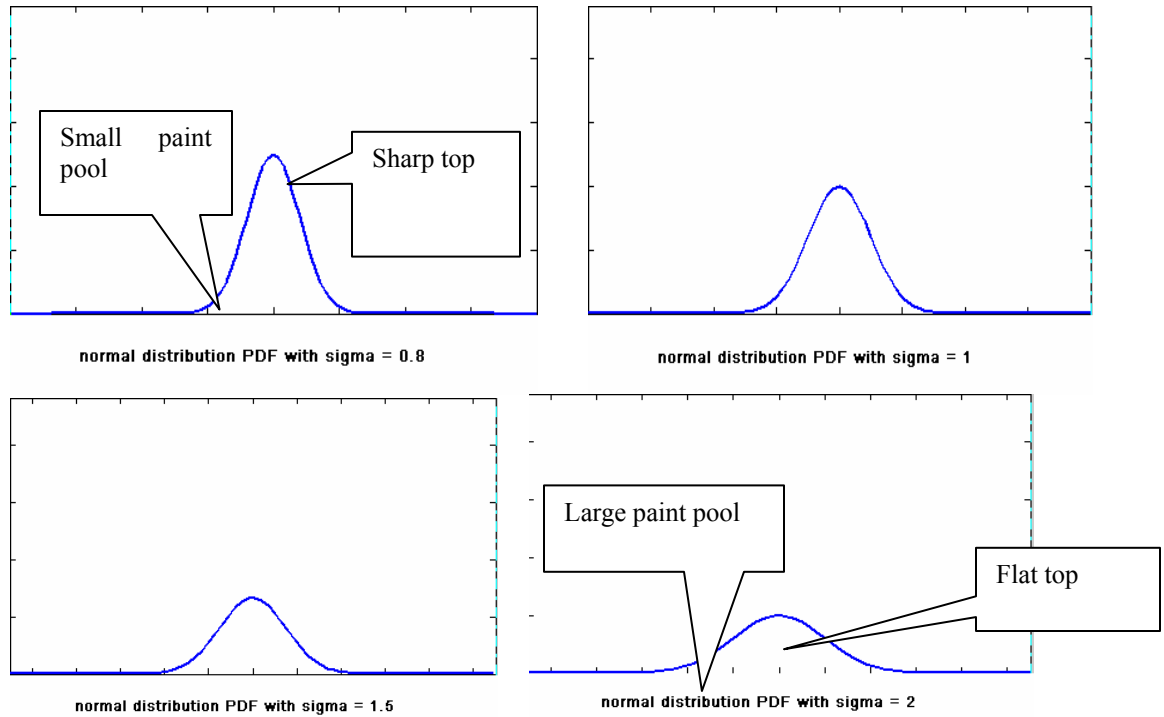 Small paint
pool
Sharp top
normal distribution PDF with sigma = 0.8
normal distribution PDF with sigma = 1
Large paint pool
Flat top
normal distribution PDF with sigma = 1.5
normal distribution PDF with sigma = 2